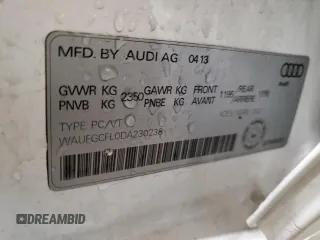 MFD. BY AUDI AG 04 13
GVWR KG 2350 GAWR KG FRONT 1195 REAR
PNVB KG PNBE KG AVANT ARRIERE
TYPE PC/VT
WAUFGCFL0DA230238
Audi
DREAMBID